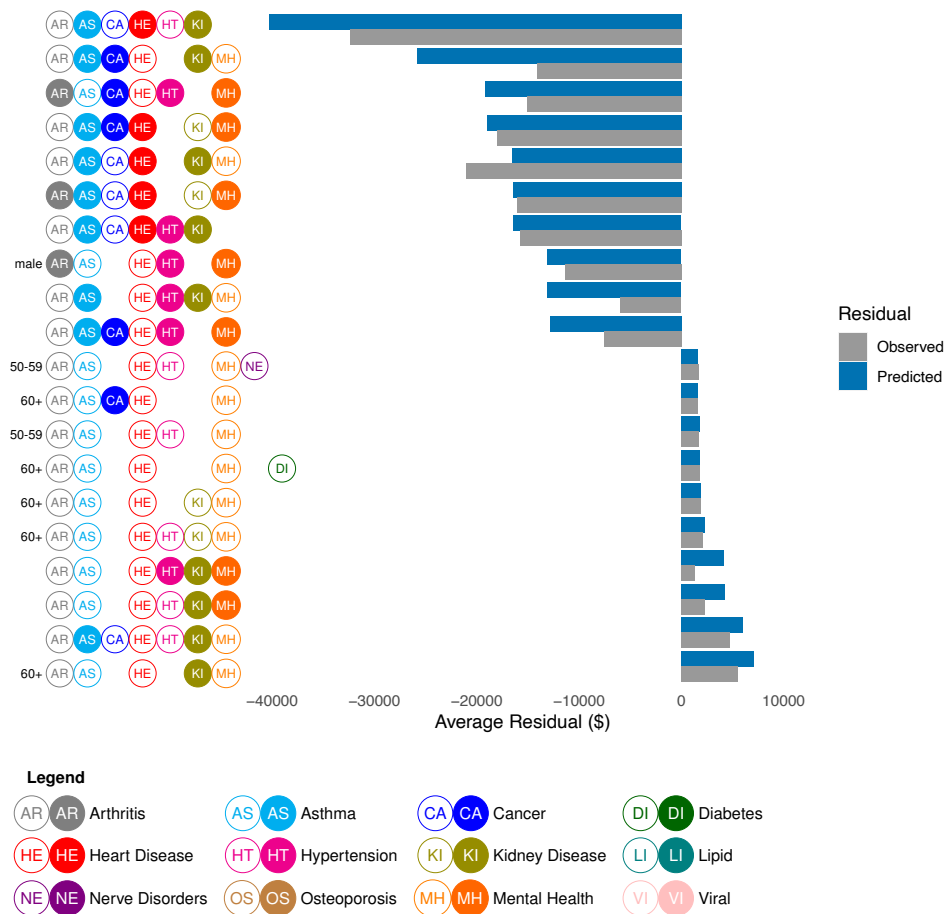 AR AS CA HE HT KI
AR AS CA HE KI MH
AR AS CA HE HT MH
AR AS CA HE KI MH
AR AS CA HE KI MH
AR AS CA HE KI MH
AR AS CA HE HT KI
male AR AS HE HT MH
AR AS HE HT KI MH
AR AS CA HE HT MH
50-59 AR AS HE HT MH NE
60+ AR AS CA HE MH
50-59 AR AS HE HT MH
60+ AR AS HE MH DI
60+ AR AS HE KI MH
60+ AR AS HE HT KI MH
AR AS HE HT KI MH
AR AS HE HT KI MH
AR AS CA HE HT KI MH
60+ AR AS HE KI MH
Residual
Observed
Predicted
−40000 −30000 −20000 −10000 0 10000
Average Residual ($)
Legend
AR AR Arthritis AS AS Asthma CA CA Cancer DI DI Diabetes
HE HE Heart Disease HT HT Hypertension KI KI Kidney Disease LI LI Lipid
NE NE Nerve Disorders OS OS Osteoporosis MH MH Mental Health VI VI Viral